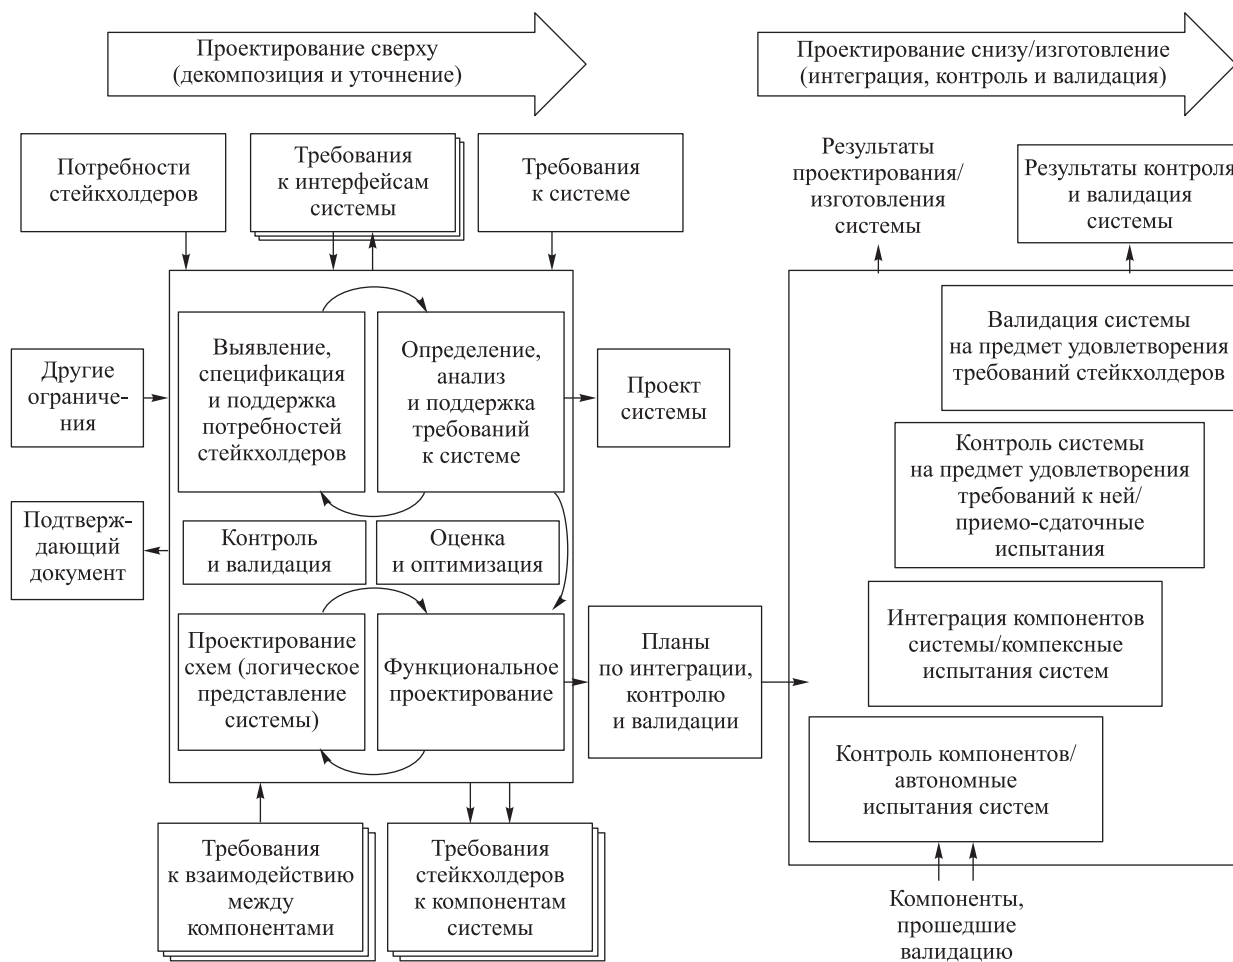 Проектирование сверху
(декомпозиция и уточнение)
Проектирование снизу/изготовление
(интеграция, контроль и валидация)
Потребности
стейкхолдеров
Требования
к интерфейсам
системы
Требования
к системе
Результаты
проектирования/
изготовления
системы
Результаты контроля
и валидация
системы
Другие
ограниче-
ния
Выявление,
спецификация
и поддержка
потребностей
стейкхолдеров
Определение,
анализ
и поддержка
требований
к системе
Проект
системы
Валидация системы
на предмет удовлетворения
требований стейкхолдеров
Контроль системы
на предмет удовлетворения
требований к ней/
приемо-сдаточные
испытания
Подтверж-
дающий
документ
Контроль
и валидация
Оценка
и оптимизация
Проектирование
схем (логическое
представление
системы)
Функциональное
проектирование
Планы
по интеграции,
контролю
и валидации
Интеграция компонентов
системы/компексные
испытания систем
Контроль компонентов/
автономные
испытания систем
Требования
к взаимодействию
между
компонентами
Требования
стейкхолдеров
к компонентам
системы
Компоненты,
прошедшие
валидацию